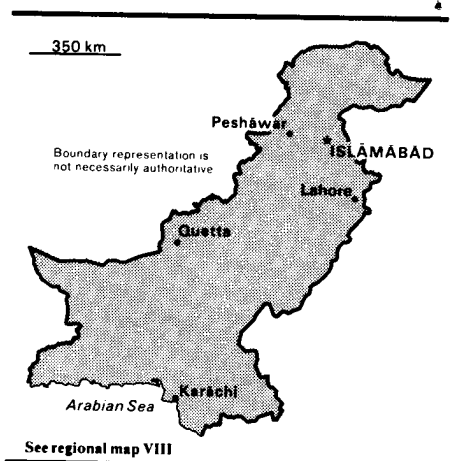 350 km
Peshāwar
ISLĀMĀBĀD
Boundary representation is
not necessarily authoritative
Lahore
Quetta
Karāchi
Arabian Sea
See regional map VIII